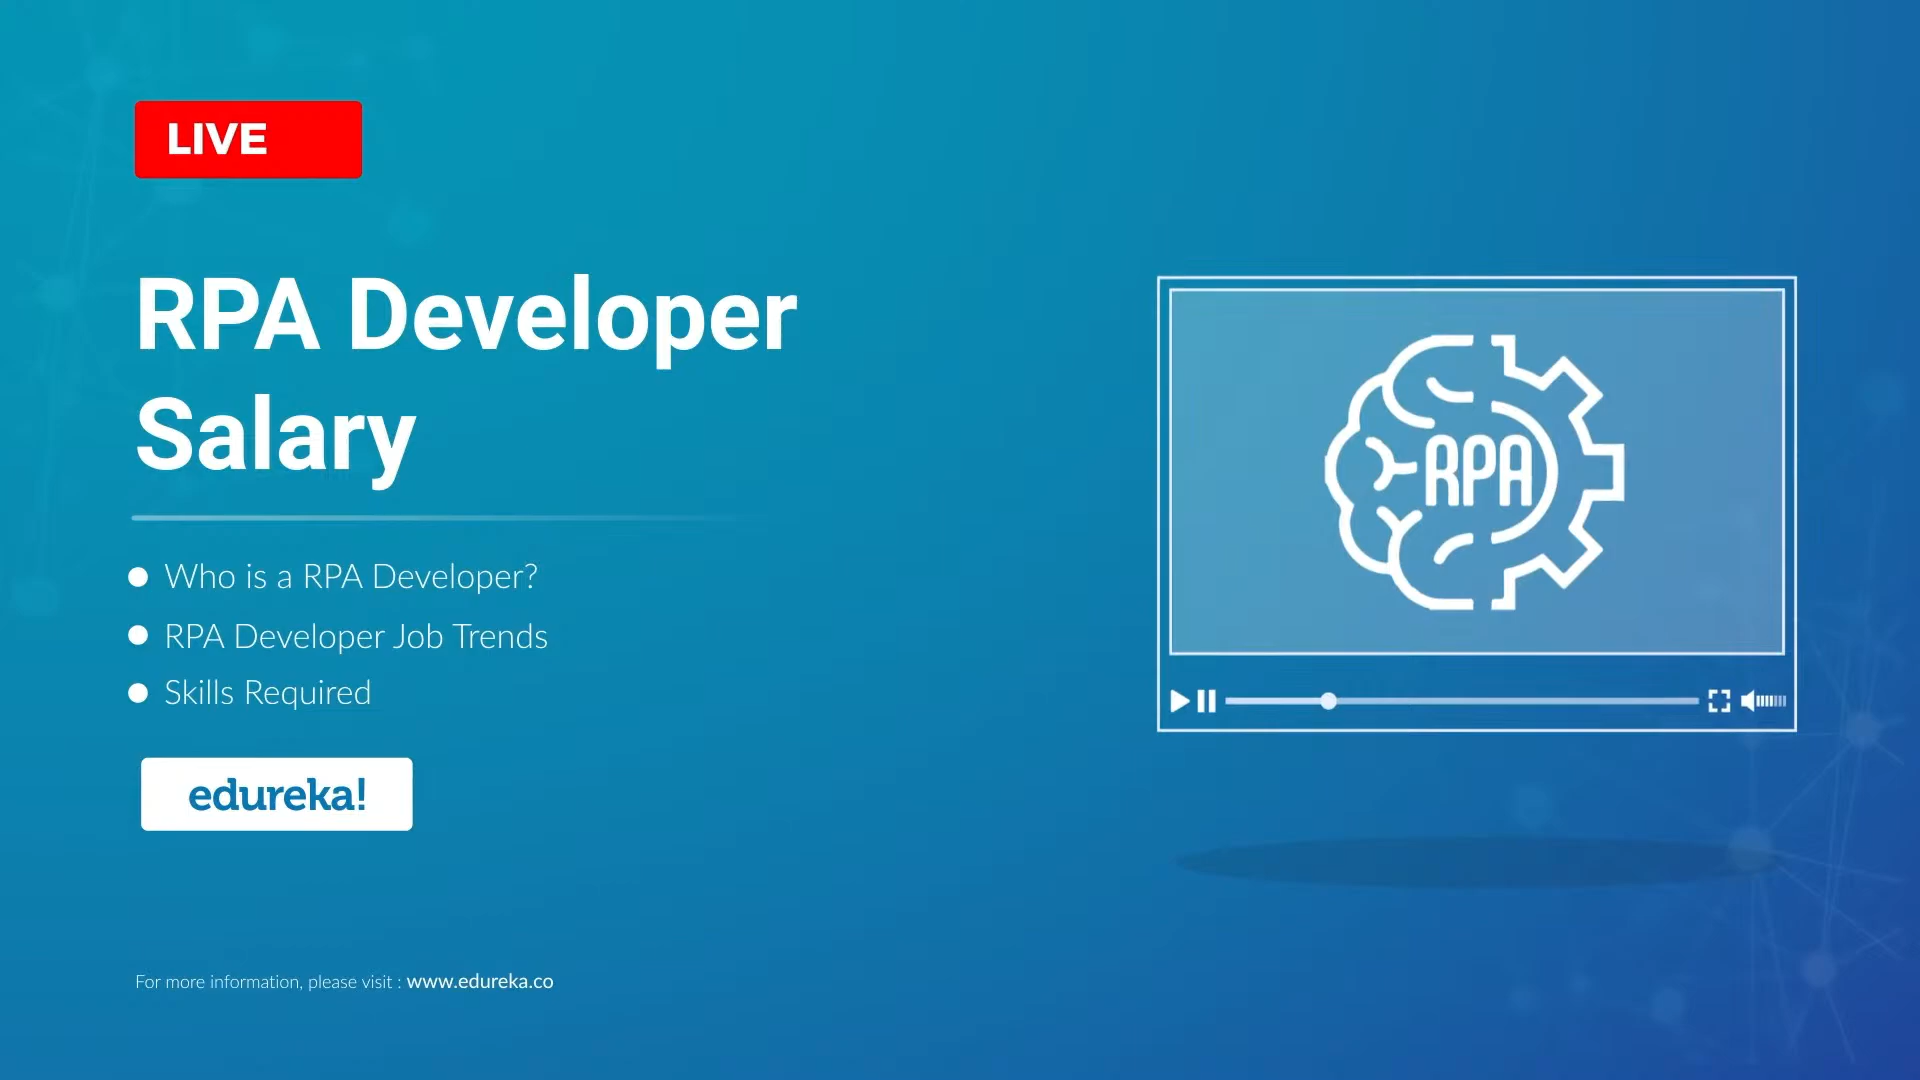 LIVE
RPA Developer
Salary
Who is a RPA Developer?
RPA Developer Job Trends
Skills Required
edureka!
For more information, please visit : www.edureka.co
RPA